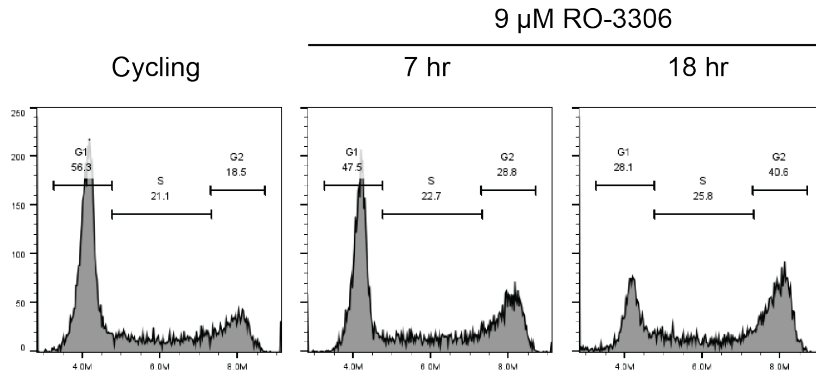 9 µM RO-3306
Cycling
7 hr
18 hr
250
200
150
100
50
0
G1
56.3
S
21.1
G2
18.5
4.0M
6.0M
8.0M
G1
47.5
S
22.7
G2
28.8
4.0M
6.0M
8.0M
G1
28.1
S
25.8
G2
40.6
4.0M
6.0M
8.0M